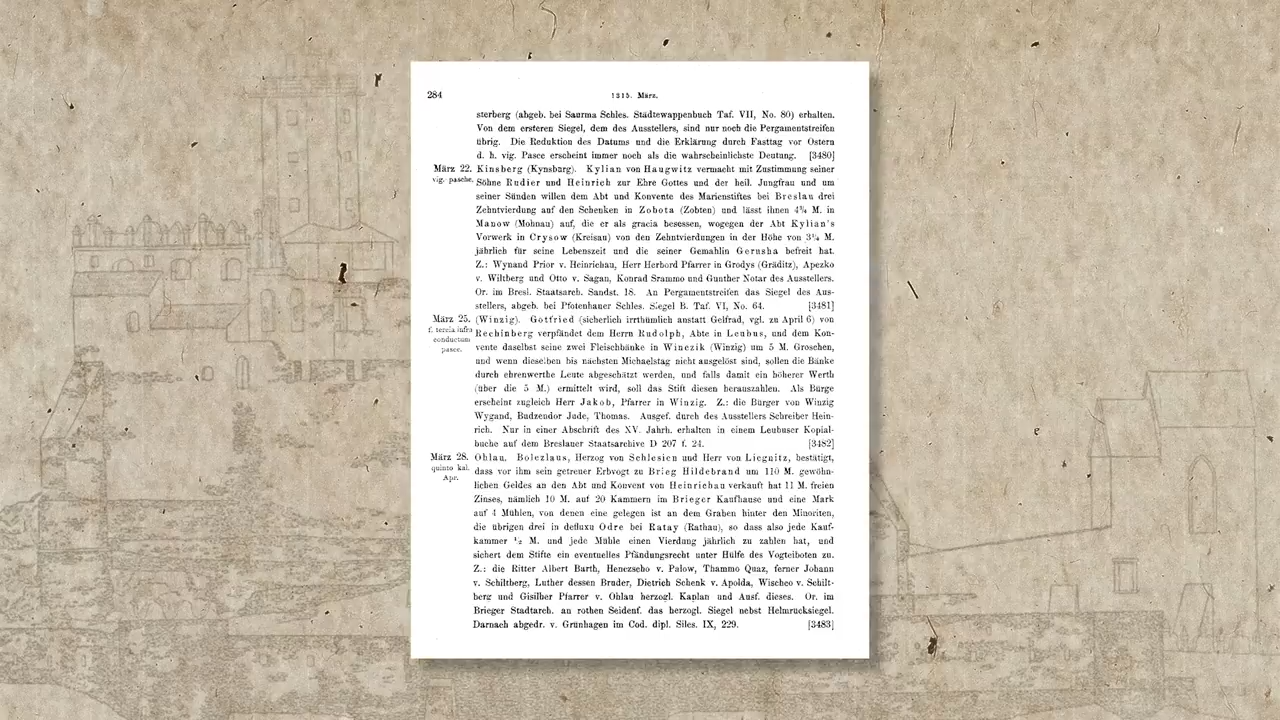 284
1315. März.
sterberg (abgeb. bei Saurma Schles. Städtewappenbuch Taf. VII, No. 80) erhalten.
Von dem ersteren Siegel, dem des Ausstellers, sind nur noch die Pergamentstreifen
übrig. Die Reduktion des Datums und die Erklärung durch Fasttag vor Ostern
d. h. vig. Pasce erscheint immer noch als die wahrscheinlichste Deutung. [3480]
März 22. Kinsberg (Kynsburg). Kylian von Haugwitz vermacht mit Zustimmung seiner
vig. pasche. Söhne Rudier und Heinrich zur Ehre Gottes und der heil. Jungfrau und um
seiner Sünden willen dem Abt und Konvente des Marienstiftes bei Breslau drei
Zehntvierdung auf den Schenken in Zobota (Zobten) und lässt ihnen 4¾ M. in
Manow (Mohnau) auf, die er als gracia besessen, wogegen der Abt Kylian's
Vorwerk in Crysow (Kreisau) von den Zehntvierdungen in der Höhe von 3¼ M.
jährlich für seine Lebenszeit und die seiner Gemahlin Gerusha befreit hat.
Z.: Wynand Prior v. Heinrichau, Herr Herbord Pfarrer in Grodys (Gräditz), Apezko
v. Wiltberg und Otto v. Sagan, Konrad Srammo und Gunther Notar des Ausstellers.
Or. im Bresl. Staatsarch. Sandst. 18. An Pergamentstreifen das Siegel des Aus-
stellers, abgeb. bei Pfotenhauer Schles. Siegel B. Taf. VI, No. 64. [3481]
März 25. (Winzig). Gotfried (sicherlich irrthümlich anstatt Gelfrad, vgl. zu April 6) von
f. tercia infra Rechinberg verpfändet dem Herrn Rudolph, Abte in Leubus, und dem Kon-
conductum vente daselbst seine zwei Fleischbänke in Winezik (Winzig) um 5 M. Groschen,
pasce. und wenn dieselben bis nächsten Michaelstag nicht ausgelöst sind, sollen die Bänke
durch ehrenwerthe Leute abgeschätzt werden, und falls damit ein höherer Werth
(über die 5 M.) ermittelt wird, soll das Stift diesen herauszahlen. Als Bürge
erscheint zugleich Herr Jakob, Pfarrer in Winzig. Z.: die Bürger von Winzig
Wygand, Budzendor Jude, Thomas. Ausgef. durch des Ausstellers Schreiber Hein-
rich. Nur in einer Abschrift des XV. Jahrh. erhalten in einem Leubuser Kopial-
buche auf dem Breslauer Staatsarchive D 207 f. 24. [3482]
März 28. Ohlau. Bolezlaus, Herzog von Schlesien und Herr von Liegnitz, bestätigt,
quinto kal. dass vor ihm sein getreuer Erbvogt zu Brieg Hildebrand um 110 M. gewöhn-
Apr. lichen Geldes an den Abt und Konvent von Heinrichau verkauft hat 11 M. freien
Zinses, nämlich 10 M. auf 20 Kammern im Brieger Kaufhause und eine Mark
auf 4 Mühlen, von denen eine gelegen ist an dem Graben hinter den Minoriten,
die übrigen drei in defluxu Odre bei Ratay (Rathau), so dass also jede Kauf-
kammer ½ M. und jede Mühle einen Vierdung jährlich zu zahlen hat, und
sichert dem Stifte ein eventuelles Pfändungsrecht unter Hülfe des Vogteiboten zu.
Z.: die Ritter Albert Barth, Henczscho v. Palow, Thammo Quaz, ferner Johann
v. Schiltberg, Luther dessen Bruder, Dietrich Schenk v. Apolda, Wischeo v. Schilt-
berg und Gisilher Pfarrer v. Ohlau herzogl. Kaplan und Ausf. dieses. Or. im
Brieger Stadtarch. an rothen Seidenf. das herzogl. Siegel nebst Helmrücksiegel.
Darnach abgedr. v. Grünhagen im Cod. dipl. Siles. IX, 229. [3483]